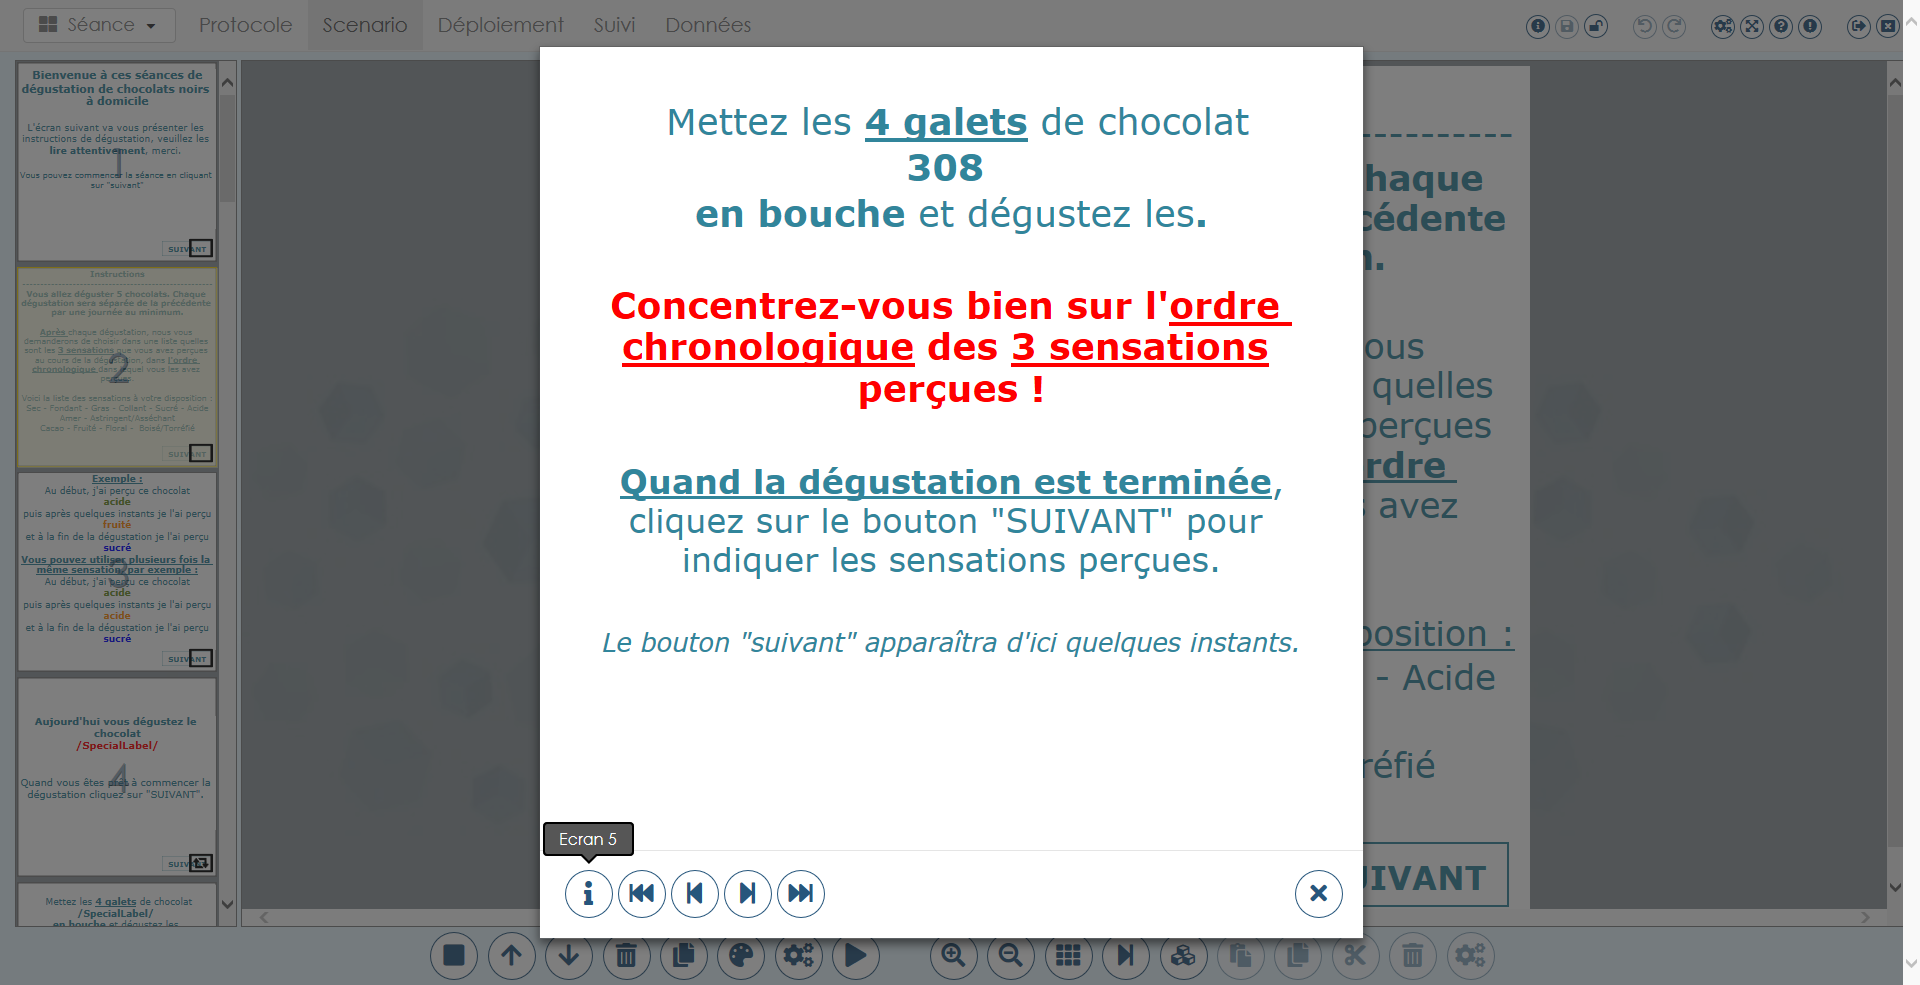 Séance
Protocole
Scenario
Déploiement
Suivi
Données
Bienvenue à ces séances de
dégustation de chocolats noirs
à domicile
L'écran suivant va vous présenter les
instructions de dégustation, veuillez les
lire attentivement, merci.
1
Vous pouvez commencer la séance en cliquant
sur "suivant"
SUIVANT
Instructions
Vous allez déguster 5 chocolats. Chaque
dégustation sera séparée de la précédente
par une journée au minimum.
Après chaque dégustation, nous vous
demanderons de choisir dans une liste quelles
sont les 3 sensations que vous avez perçues
au cours de la dégustation, dans l'ordre
chronologique dans lequel vous les avez
perçues.
2
Voici la liste des sensations à votre disposition :
Sec - Fondant - Gras - Collant - Sucré - Acide
Amer - Astringent/Asséchant
Cacao - Fruité - Floral - Boisé/Torréfié
SUIVANT
Exemple :
Au début, j'ai perçu ce chocolat
acide
puis après quelques instants je l'ai perçu
fruité
et à la fin de la dégustation je l'ai perçu
sucré
Vous pouvez utiliser plusieurs fois la
même sensation, par exemple :
3
Au début, j'ai perçu ce chocolat
acide
puis après quelques instants je l'ai perçu
acide
et à la fin de la dégustation je l'ai perçu
sucré
SUIVANT
Aujourd'hui vous dégustez le
chocolat
/SpecialLabel/
4
Quand vous êtes prêt à commencer la
dégustation cliquez sur "SUIVANT".
SUIVANT
Mettez les 4 galets de chocolat
/SpecialLabel/
en bouche et dégustez les
Mettez les 4 galets de chocolat
308
en bouche et dégustez les.
Concentrez-vous bien sur l'ordre
chronologique des 3 sensations
perçues !
Quand la dégustation est terminée,
cliquez sur le bouton "SUIVANT" pour
indiquer les sensations perçues.
Le bouton "suivant" apparaîtra d'ici quelques instants.
Ecran 5
haque
cédente
n.
ous
quelles
perçues
rdre
avez
position :
- Acide
réfié
UIVANT